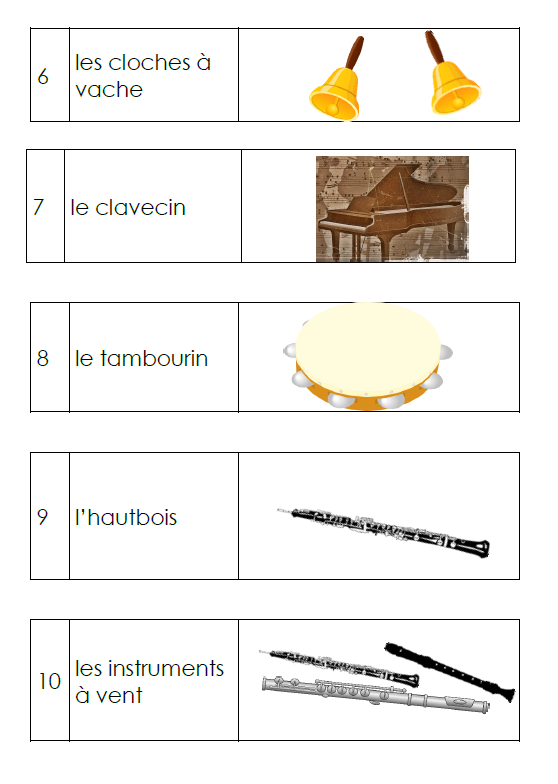 6
les cloches à
vache
7
le clavecin
8
le tambourin
9
l’hautbois
10
les instruments
à vent